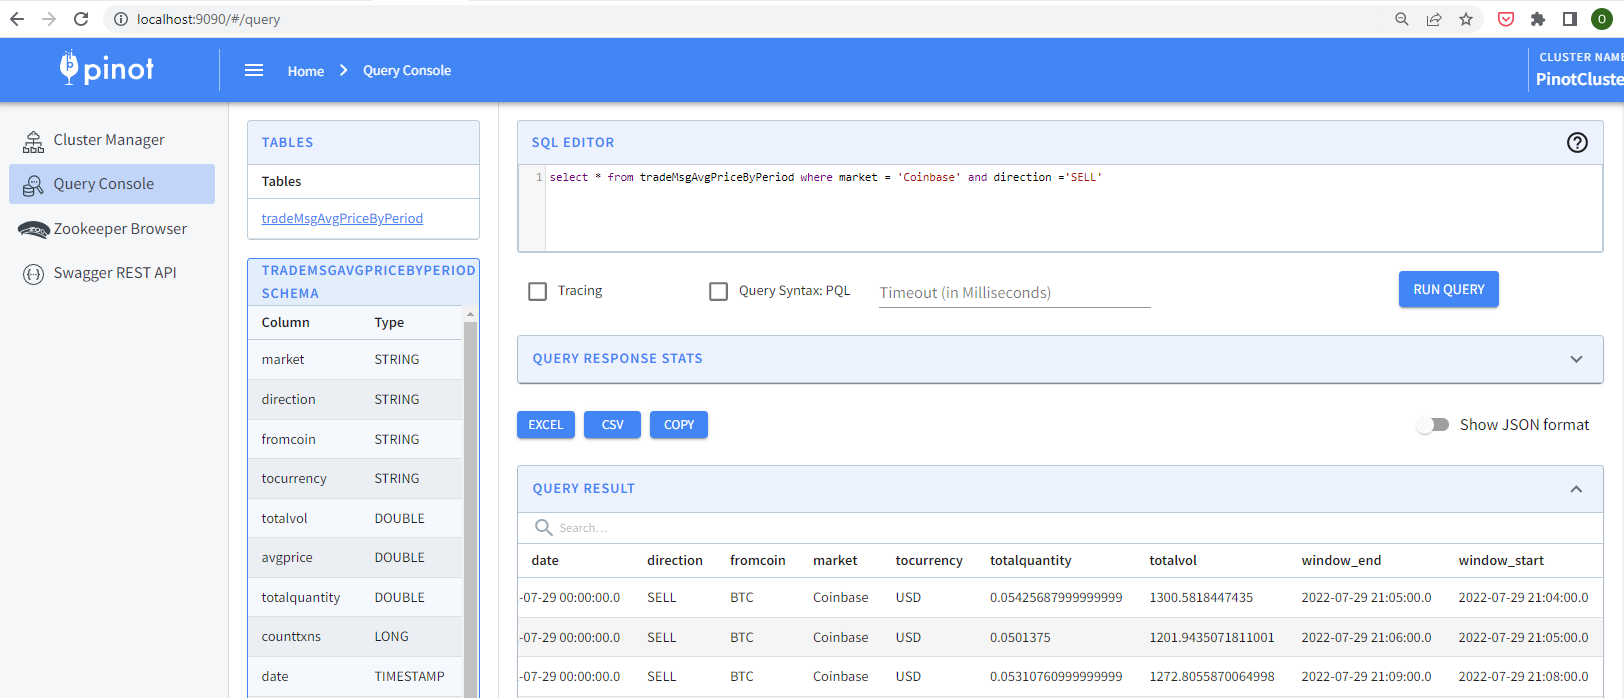 localhost:9090/#/query
O
pinot
Home
Query Console
CLUSTER NAME
PinotCluste
Cluster Manager
Query Console
Zookeeper Browser
Swagger REST API
TABLES
Tables
tradeMsgAvgPriceByPeriod
TRADEMSGAVGPRICEBYPERIOD
SCHEMA
Column Type
market STRING
direction STRING
fromcoin STRING
tocurrency STRING
totalvol DOUBLE
avgprice DOUBLE
totalquantity DOUBLE
counttxns LONG
date TIMESTAMP
SQL EDITOR
?
1 select * from tradeMsgAvgPriceByPeriod where market = 'Coinbase' and direction ='SELL'
Tracing
Query Syntax: PQL
Timeout (in Milliseconds)
RUN QUERY
QUERY RESPONSE STATS
EXCEL
CSV
COPY
Show JSON format
QUERY RESULT
Search...
date direction fromcoin market tocurrency totalquantity totalvol window_end window_start
-07-29 00:00:00.0 SELL BTC Coinbase USD 0.05425687999999999 1300.5818447435 2022-07-29 21:05:00.0 2022-07-29 21:04:00.0
-07-29 00:00:00.0 SELL BTC Coinbase USD 0.0501375 1201.9435071811001 2022-07-29 21:06:00.0 2022-07-29 21:05:00.0
-07-29 00:00:00.0 SELL BTC Coinbase USD 0.05310760999999999 1272.8055870064998 2022-07-29 21:09:00.0 2022-07-29 21:08:00.0